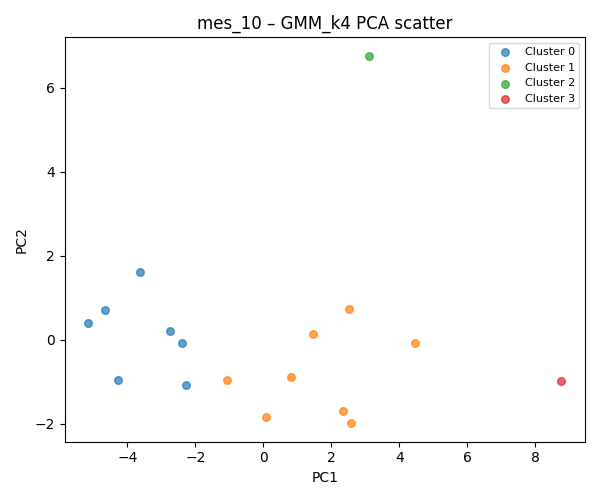 mes_10 – GMM_k4 PCA scatter
Cluster 0
Cluster 1
Cluster 2
Cluster 3
PC2
6
4
2
0
−2
−4 −2 0 2 4 6 8
PC1